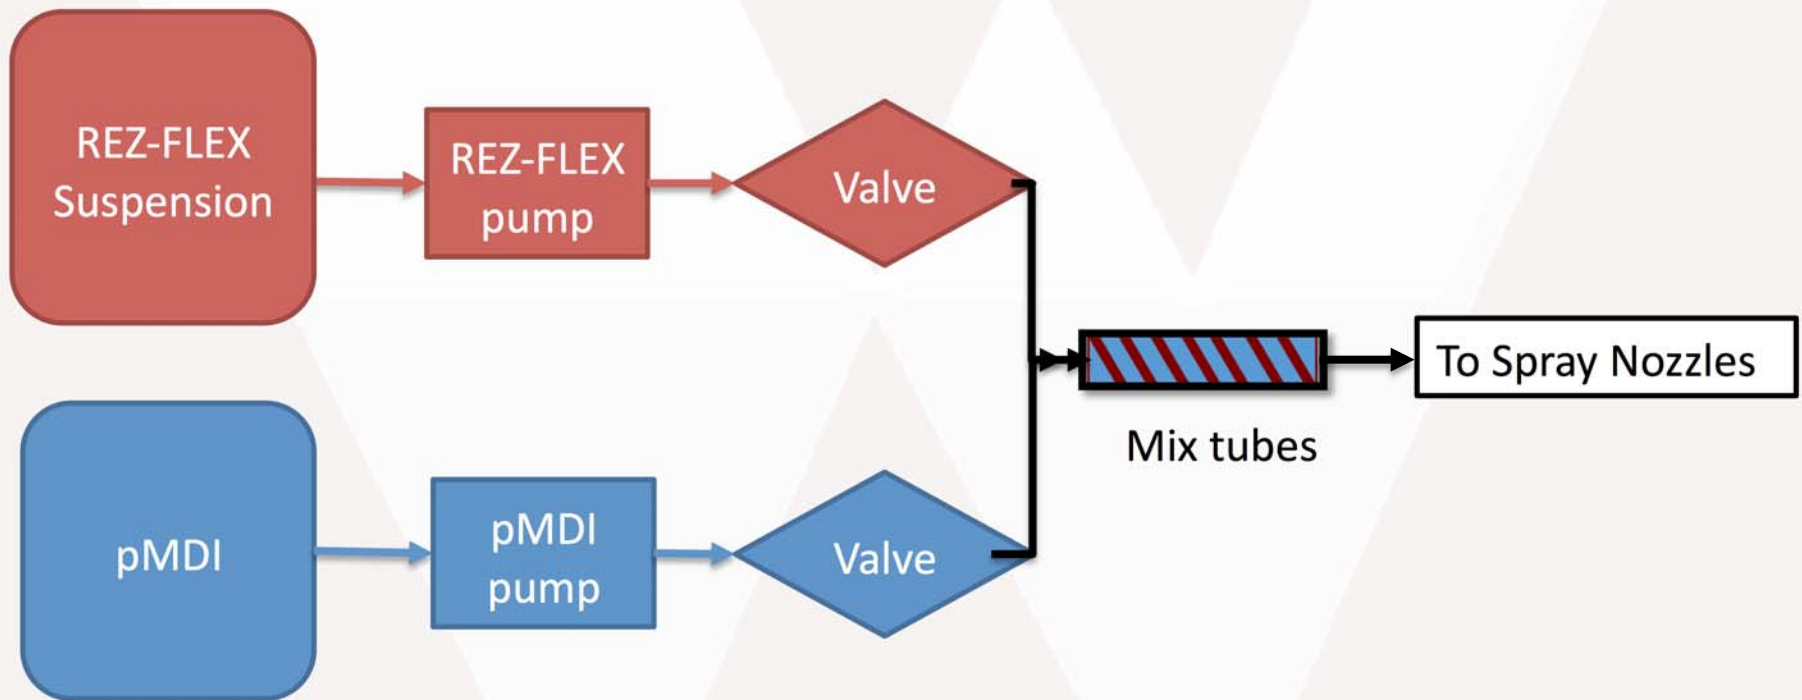 REZ-FLEX
Suspension
REZ-FLEX
pump
Valve
To Spray Nozzles
Mix tubes
pMDI
pMDI
pump
Valve